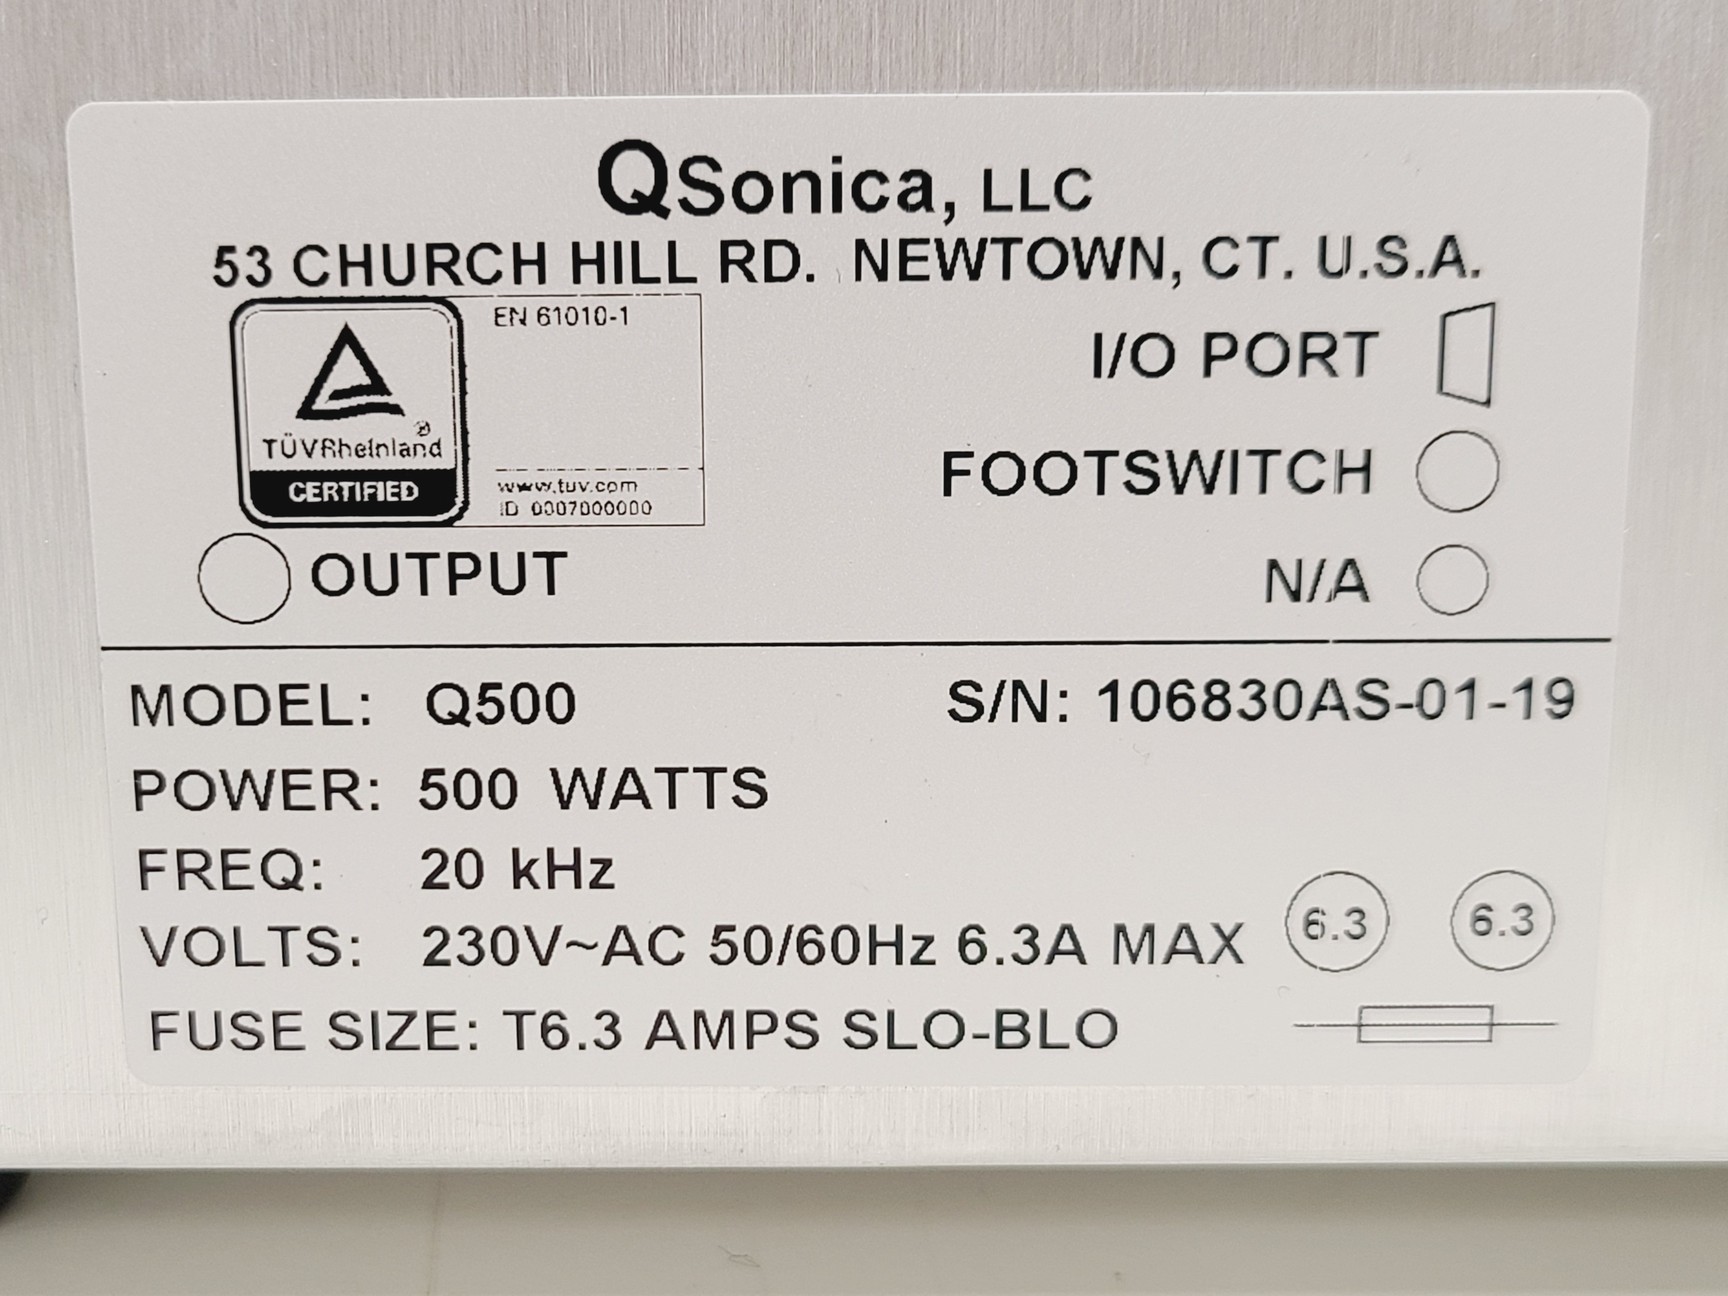 QSonica, LLC
53 CHURCH HILL RD. NEWTOWN, CT. U.S.A.
EN 61010-1
TÜVRheinland ®
CERTIFIED
www.tuv.com
ID 0007000000
I/O PORT
FOOTSWITCH
OUTPUT
N/A
MODEL: Q500
S/N: 106830AS-01-19
POWER: 500 WATTS
FREQ: 20 kHz
VOLTS: 230V~AC 50/60Hz 6.3A MAX 6.3 6.3
FUSE SIZE: T6.3 AMPS SLO-BLO